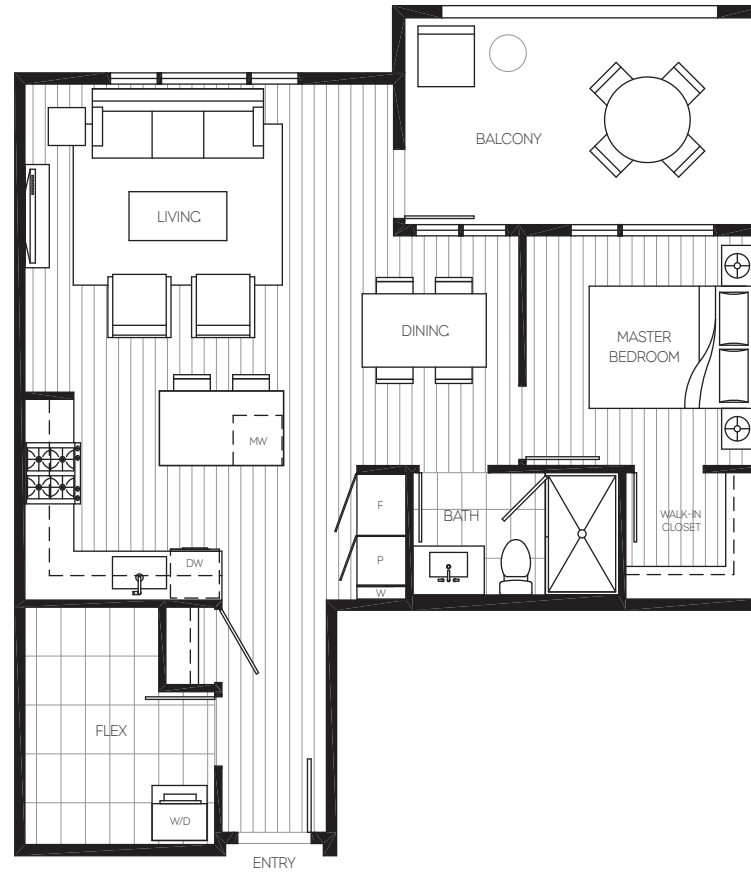 BALCONY
LIVING
DINING
MASTER
BEDROOM
MW
F
BATH
WALK-IN
CLOSET
DW
P
W
FLEX
W/D
ENTRY